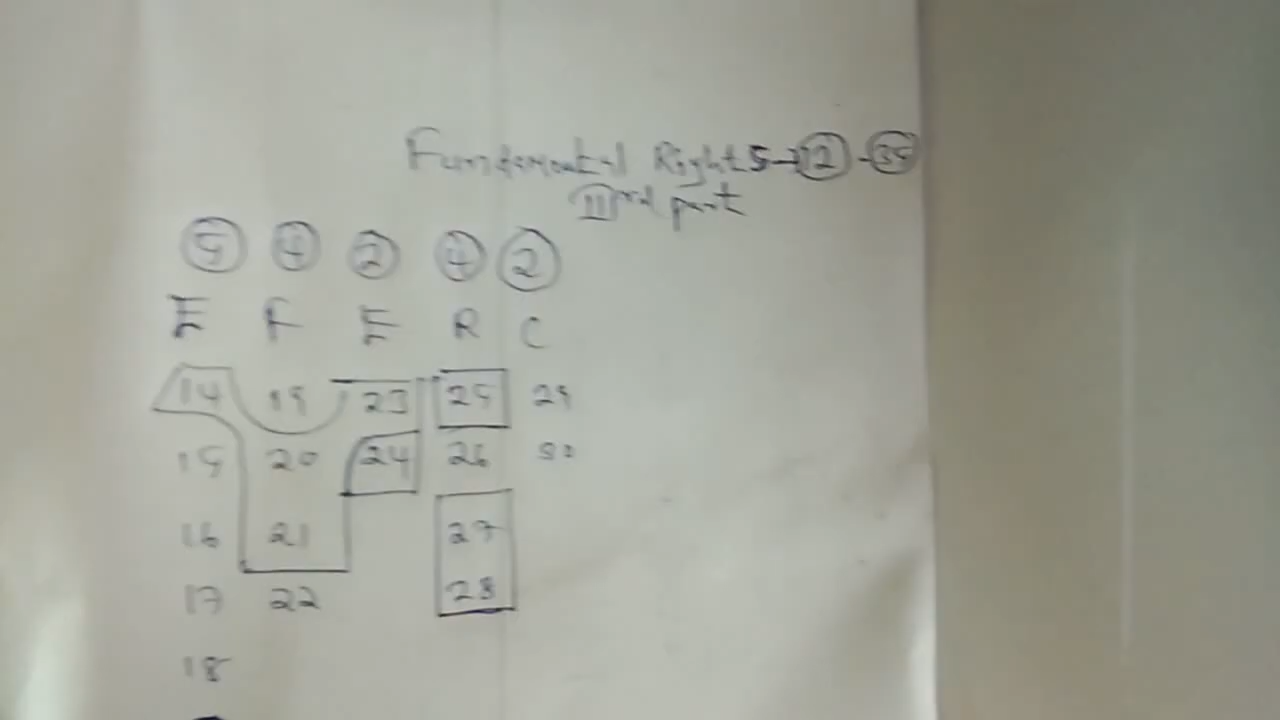 Fundamental Rights → 12 - 35
IIIrd part
5 4 2 4 2
E F E R C
14 19 23 25 29
15 20 24 26 30
16 21 27
17 22 28
18